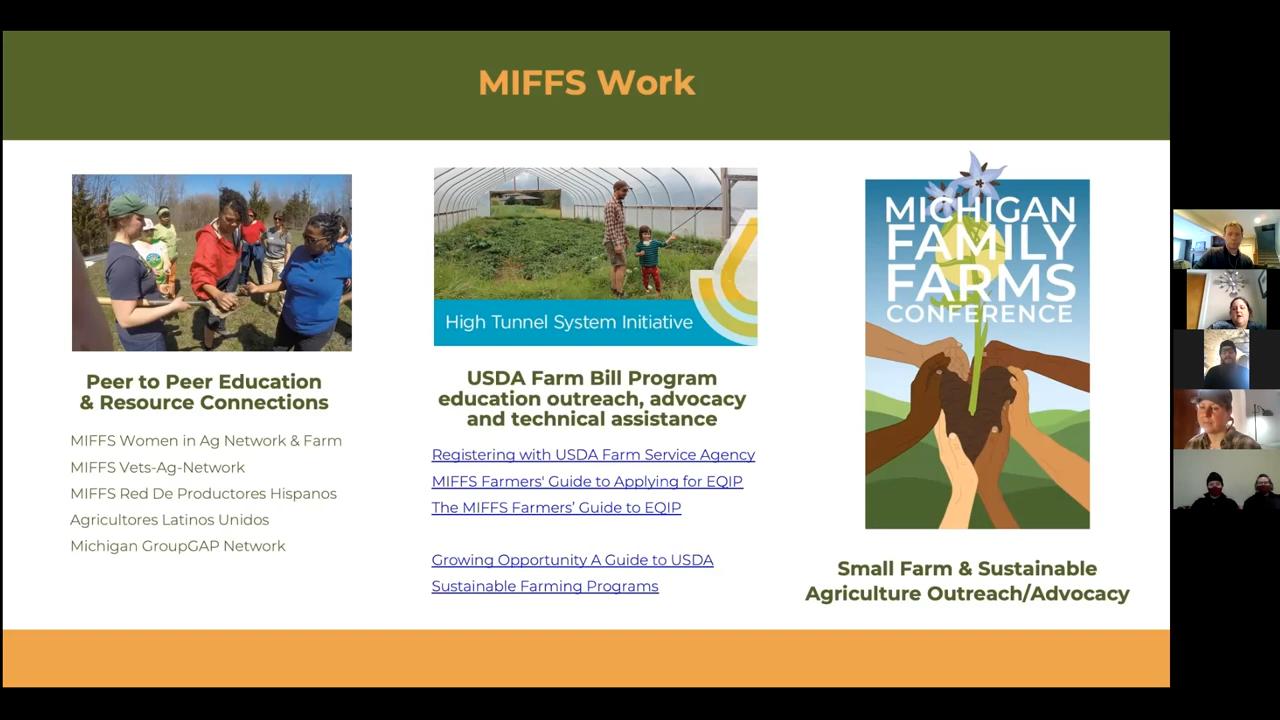 MIFFS Work
Peer to Peer Education
& Resource Connections
MIFFS Women in Ag Network & Farm
MIFFS Vets-Ag-Network
MIFFS Red De Productores Hispanos
Agricultores Latinos Unidos
Michigan GroupGAP Network
High Tunnel System Initiative
USDA Farm Bill Program
education outreach, advocacy
and technical assistance
Registering with USDA Farm Service Agency
MIFFS Farmers' Guide to Applying for EQIP
The MIFFS Farmers’ Guide to EQIP
Growing Opportunity A Guide to USDA
Sustainable Farming Programs
MICHIGAN
FAMILY
FARMS
CONFERENCE
Small Farm & Sustainable
Agriculture Outreach/Advocacy